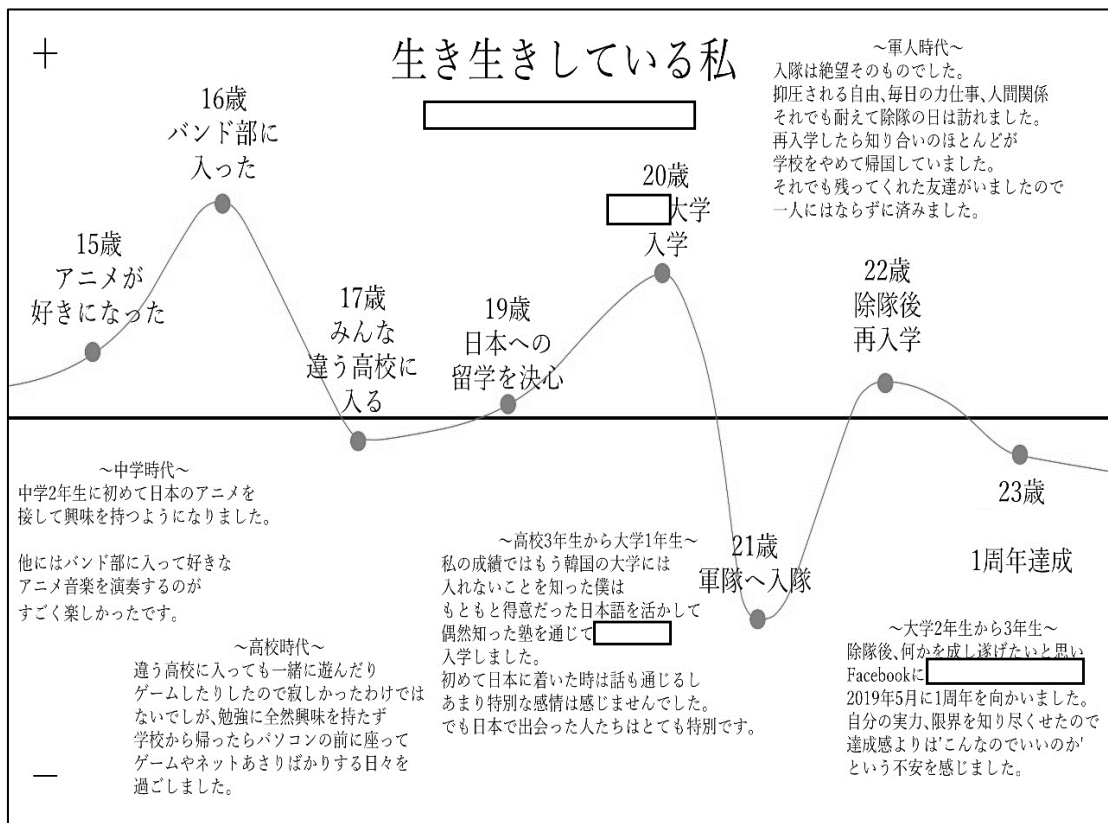 +
生き生きしている私
～軍人時代～
入隊は絶望そのものでした。
抑圧される自由、毎日の力仕事、人間関係
それでも耐えて除隊の日は訪れました。
再入学したら知り合いのほとんどが
学校をやめて帰国していました。
それでも残ってくれた友達がいましたので
一人にはならずに済みました。
15歳
アニメが
好きになった
16歳
バンド部に
入った
17歳
みんな
違う高校に
入る
19歳
日本への
留学を決心
20歳
大学
入学
21歳
軍隊へ入隊
22歳
除隊後
再入学
23歳
1周年達成
～中学時代～
中学2年生に初めて日本のアニメを
接して興味を持つようになりました。
他にはバンド部に入って好きな
アニメ音楽を演奏するのが
すごく楽しかったです。
～高校時代～
違う高校に入っても一緒に遊んだり
ゲームしたりしたので寂しかったわけでは
ないでしが、勉強に全然興味を持たず
学校から帰ったらパソコンの前に座って
ゲームやネットあさりばかりする日々を
過ごしました。
～高校3年生から大学1年生～
私の成績ではもう韓国の大学には
入れないことを知った僕は
もともと得意だった日本語を活かして
偶然知った塾を通じて
入学しました。
初めて日本に着いた時は話も通じるし
あまり特別な感情は感じませんでした。
でも日本で出会った人たちはとても特別です。
～大学2年生から3年生～
除隊後、何かを成し遂げたいと思い
Facebookに
2019年5月に1周年を向かいました。
自分の実力、限界を知り尽くせたので
達成感よりは'こんなのでいいのか'
という不安を感じました。
－